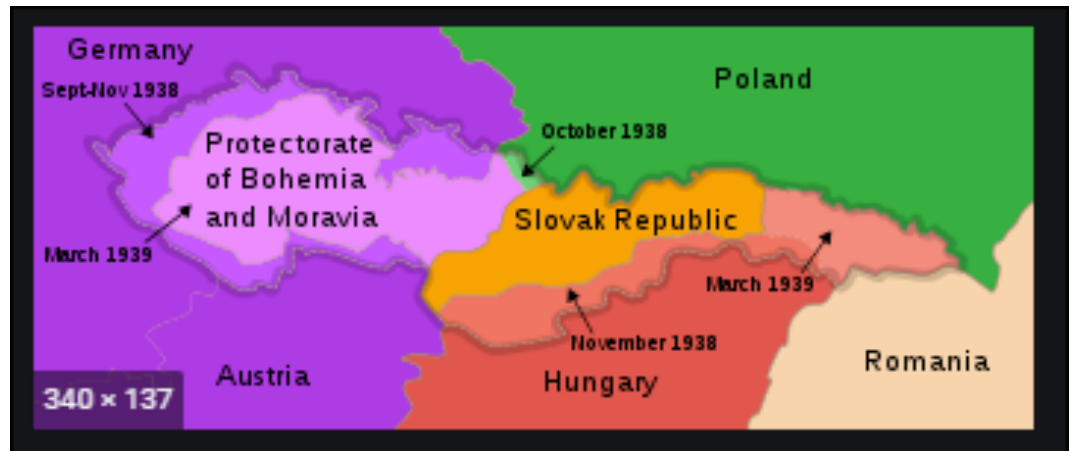 Germany
Poland
Sept-Nov 1938
October 1938
Protectorate
of Bohemia
and Moravia
Slovak Republic
March 1939
March 1939
November 1938
Romania
Austria
Hungary
340 × 137